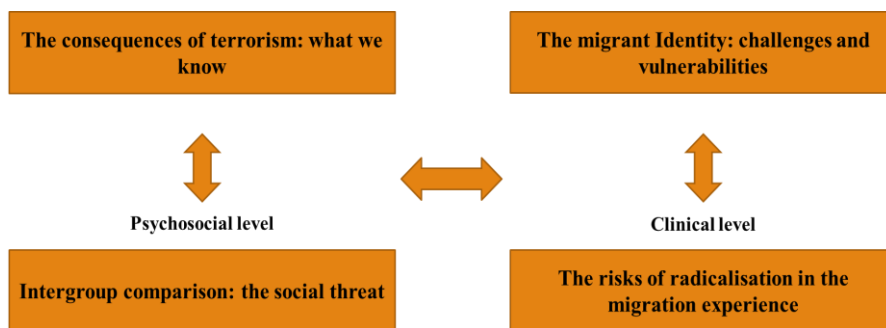 The consequences of terrorism: what we
know
The migrant Identity: challenges and
vulnerabilities
Psychosocial level
Clinical level
Intergroup comparison: the social threat
The risks of radicalisation in the
migration experience